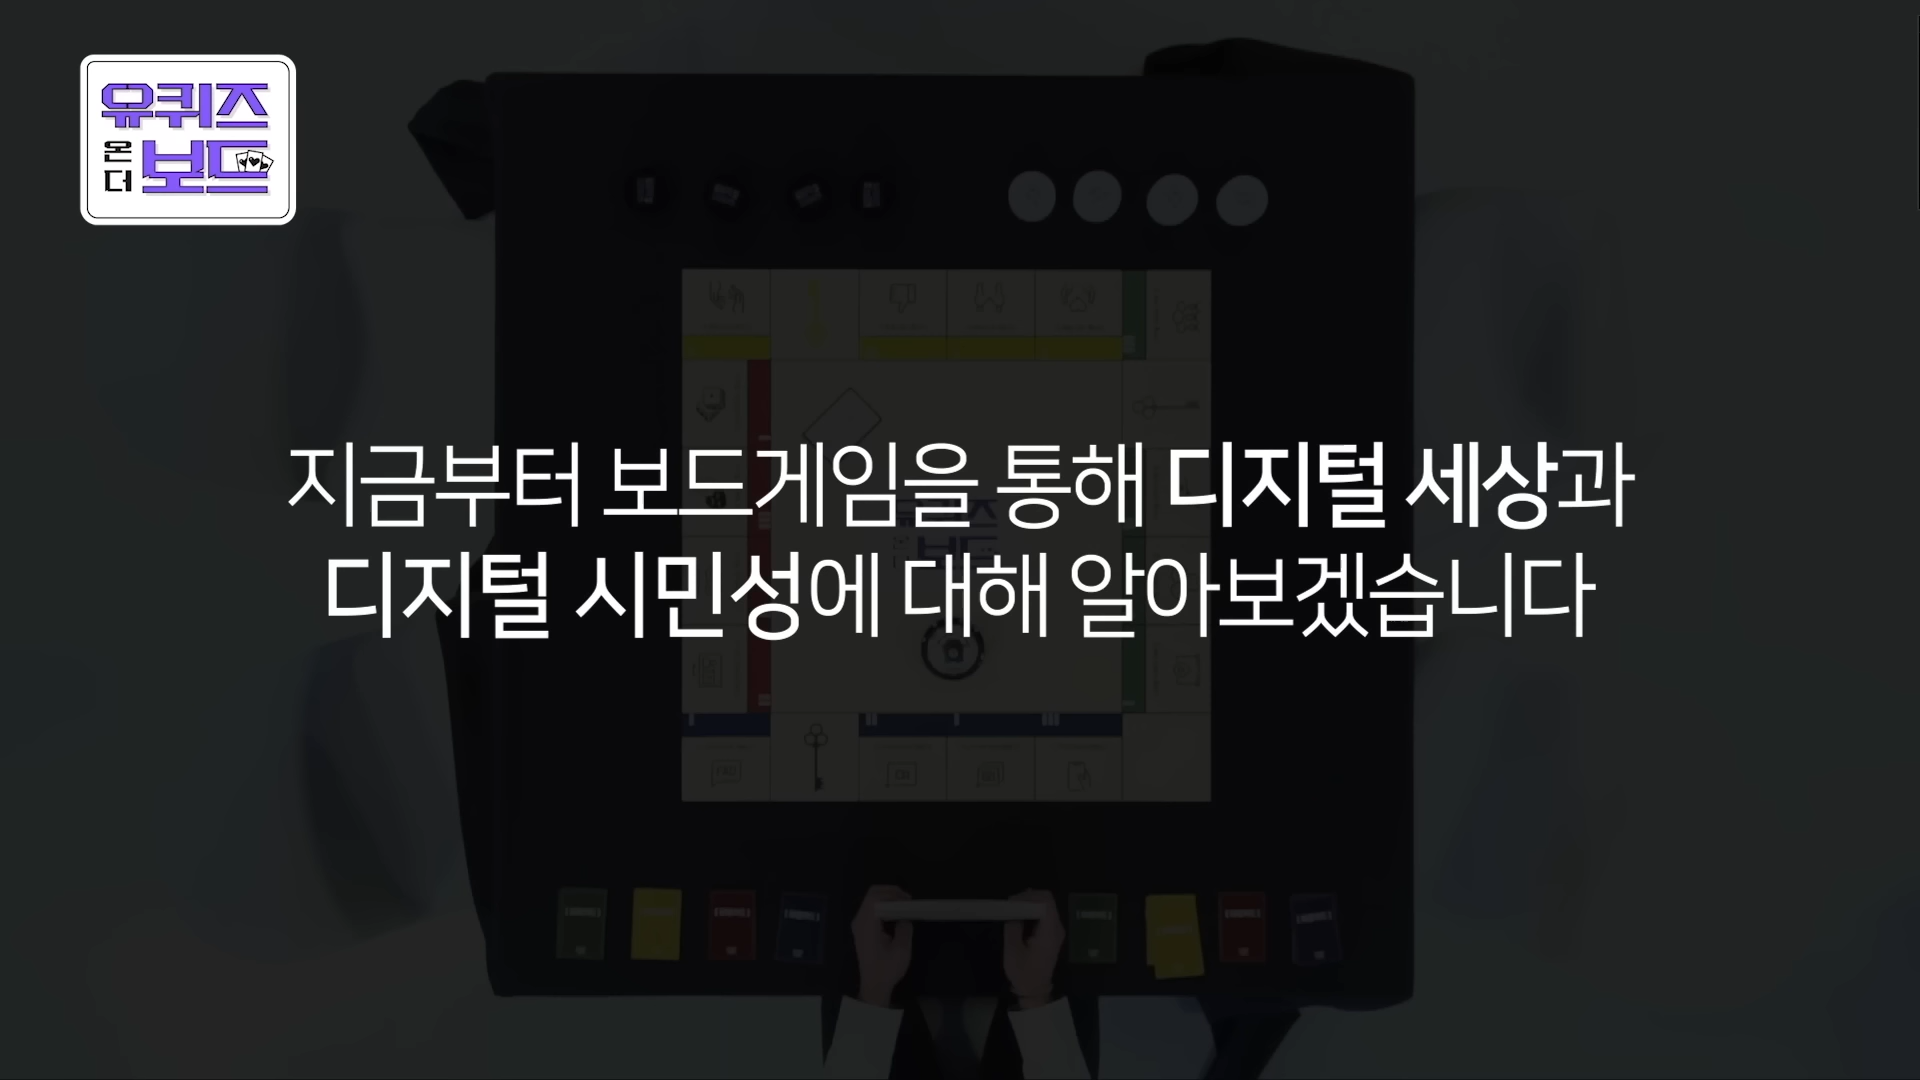 유퀴즈
온더
보드
지금부터 보드게임을 통해 디지털 세상과
디지털 시민성에 대해 알아보겠습니다